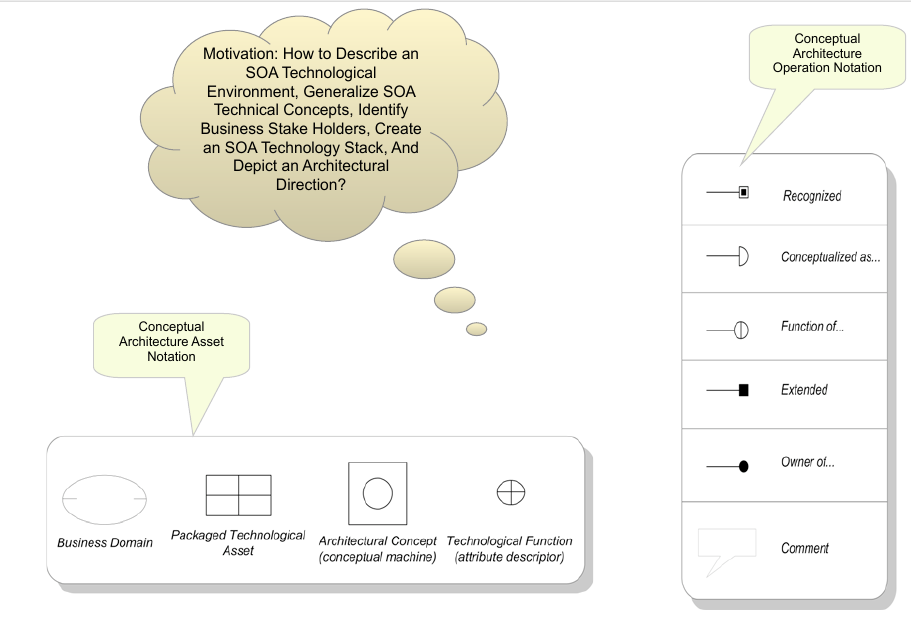 Motivation: How to Describe an
SOA Technological
Environment, Generalize SOA
Technical Concepts, Identify
Business Stake Holders, Create
an SOA Technology Stack, And
Depict an Architectural
Direction?
Conceptual
Architecture
Operation Notation
Recognized
Conceptualized as...
Function of...
Extended
Owner of...
Comment
Conceptual
Architecture Asset
Notation
Business Domain
Packaged Technological
Asset
Architectural Concept
(conceptual machine)
Technological Function
(attribute descriptor)